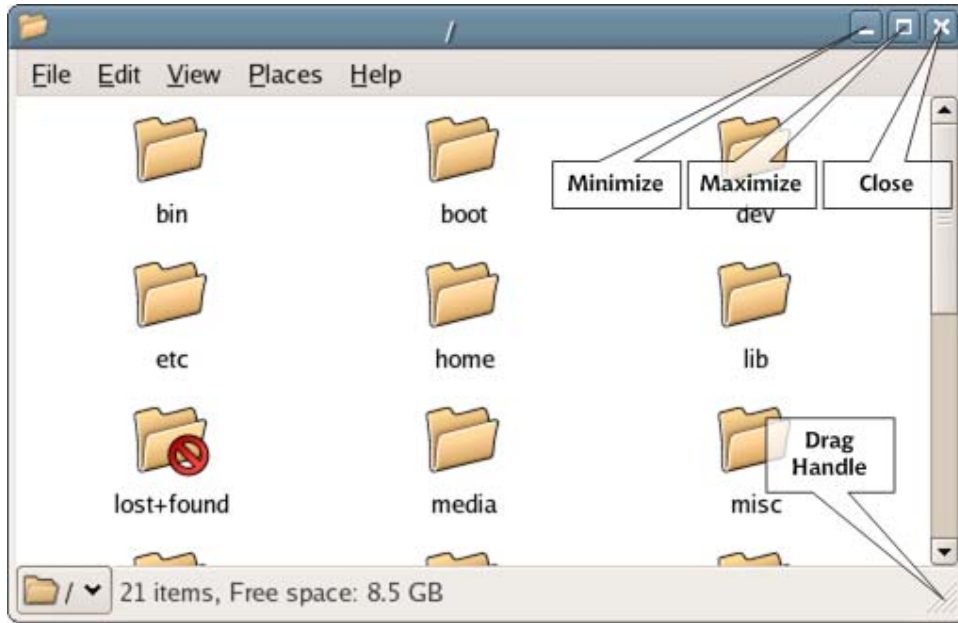 /
File Edit View Places Help
Minimize Maximize Close
bin boot dev
etc home lib
Drag
Handle
lost+found media misc
/ 21 items, Free space: 8.5 GB